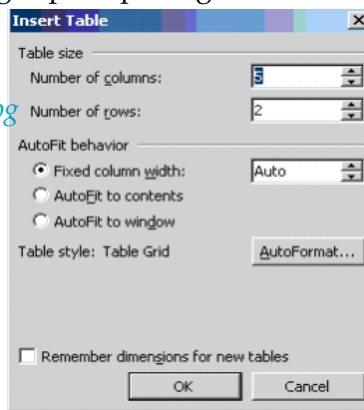 Insert Table
Table size
Number of columns: 5
Number of rows: 2
AutoFit behavior
Fixed column width: Auto
AutoFit to contents
AutoFit to window
Table style: Table Grid AutoFormat...
Remember dimensions for new tables
OK Cancel